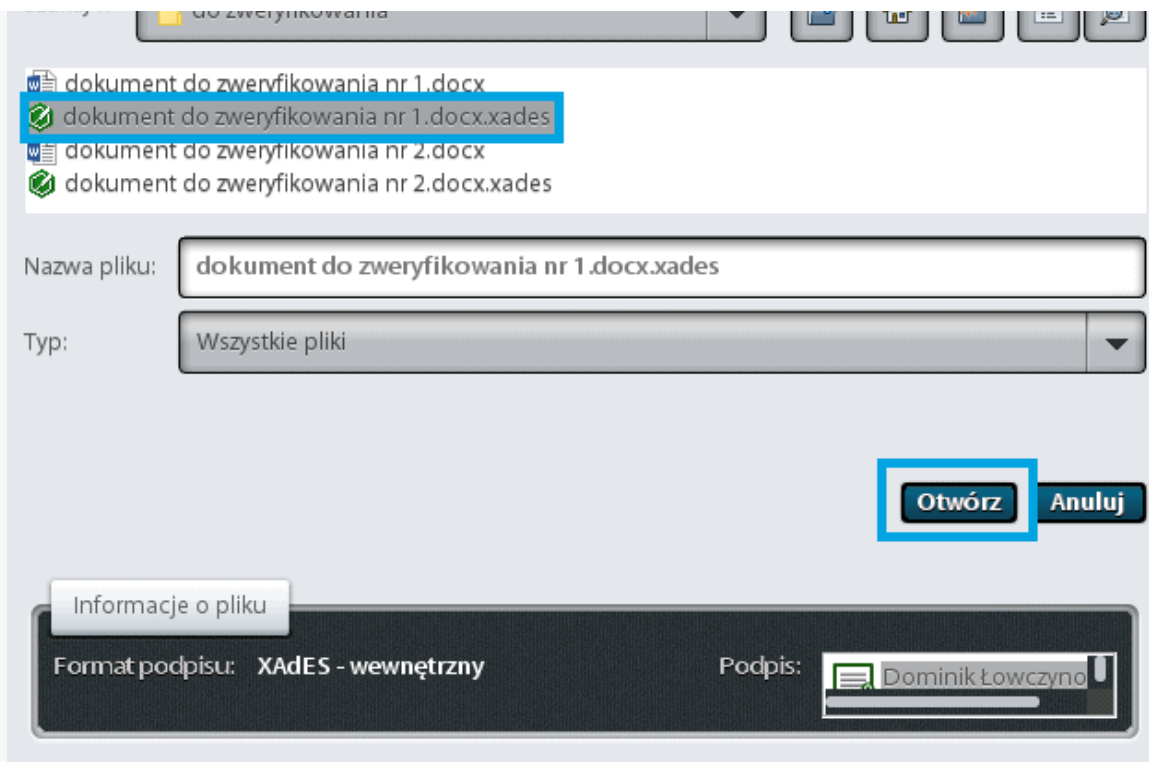 do zweryfikowania
dokument do zweryfikowania nr 1.docx
dokument do zweryfikowania nr 1.docx.xades
dokument do zweryfikowania nr 2.docx
dokument do zweryfikowania nr 2.docx.xades
Nazwa pliku: dokument do zweryfikowania nr 1.docx.xades
Typ: Wszystkie pliki
Otwórz Anuluj
Informacje o pliku
Format podpisu: XAdES - wewnętrzny Podpis: Dominik Łowczyno